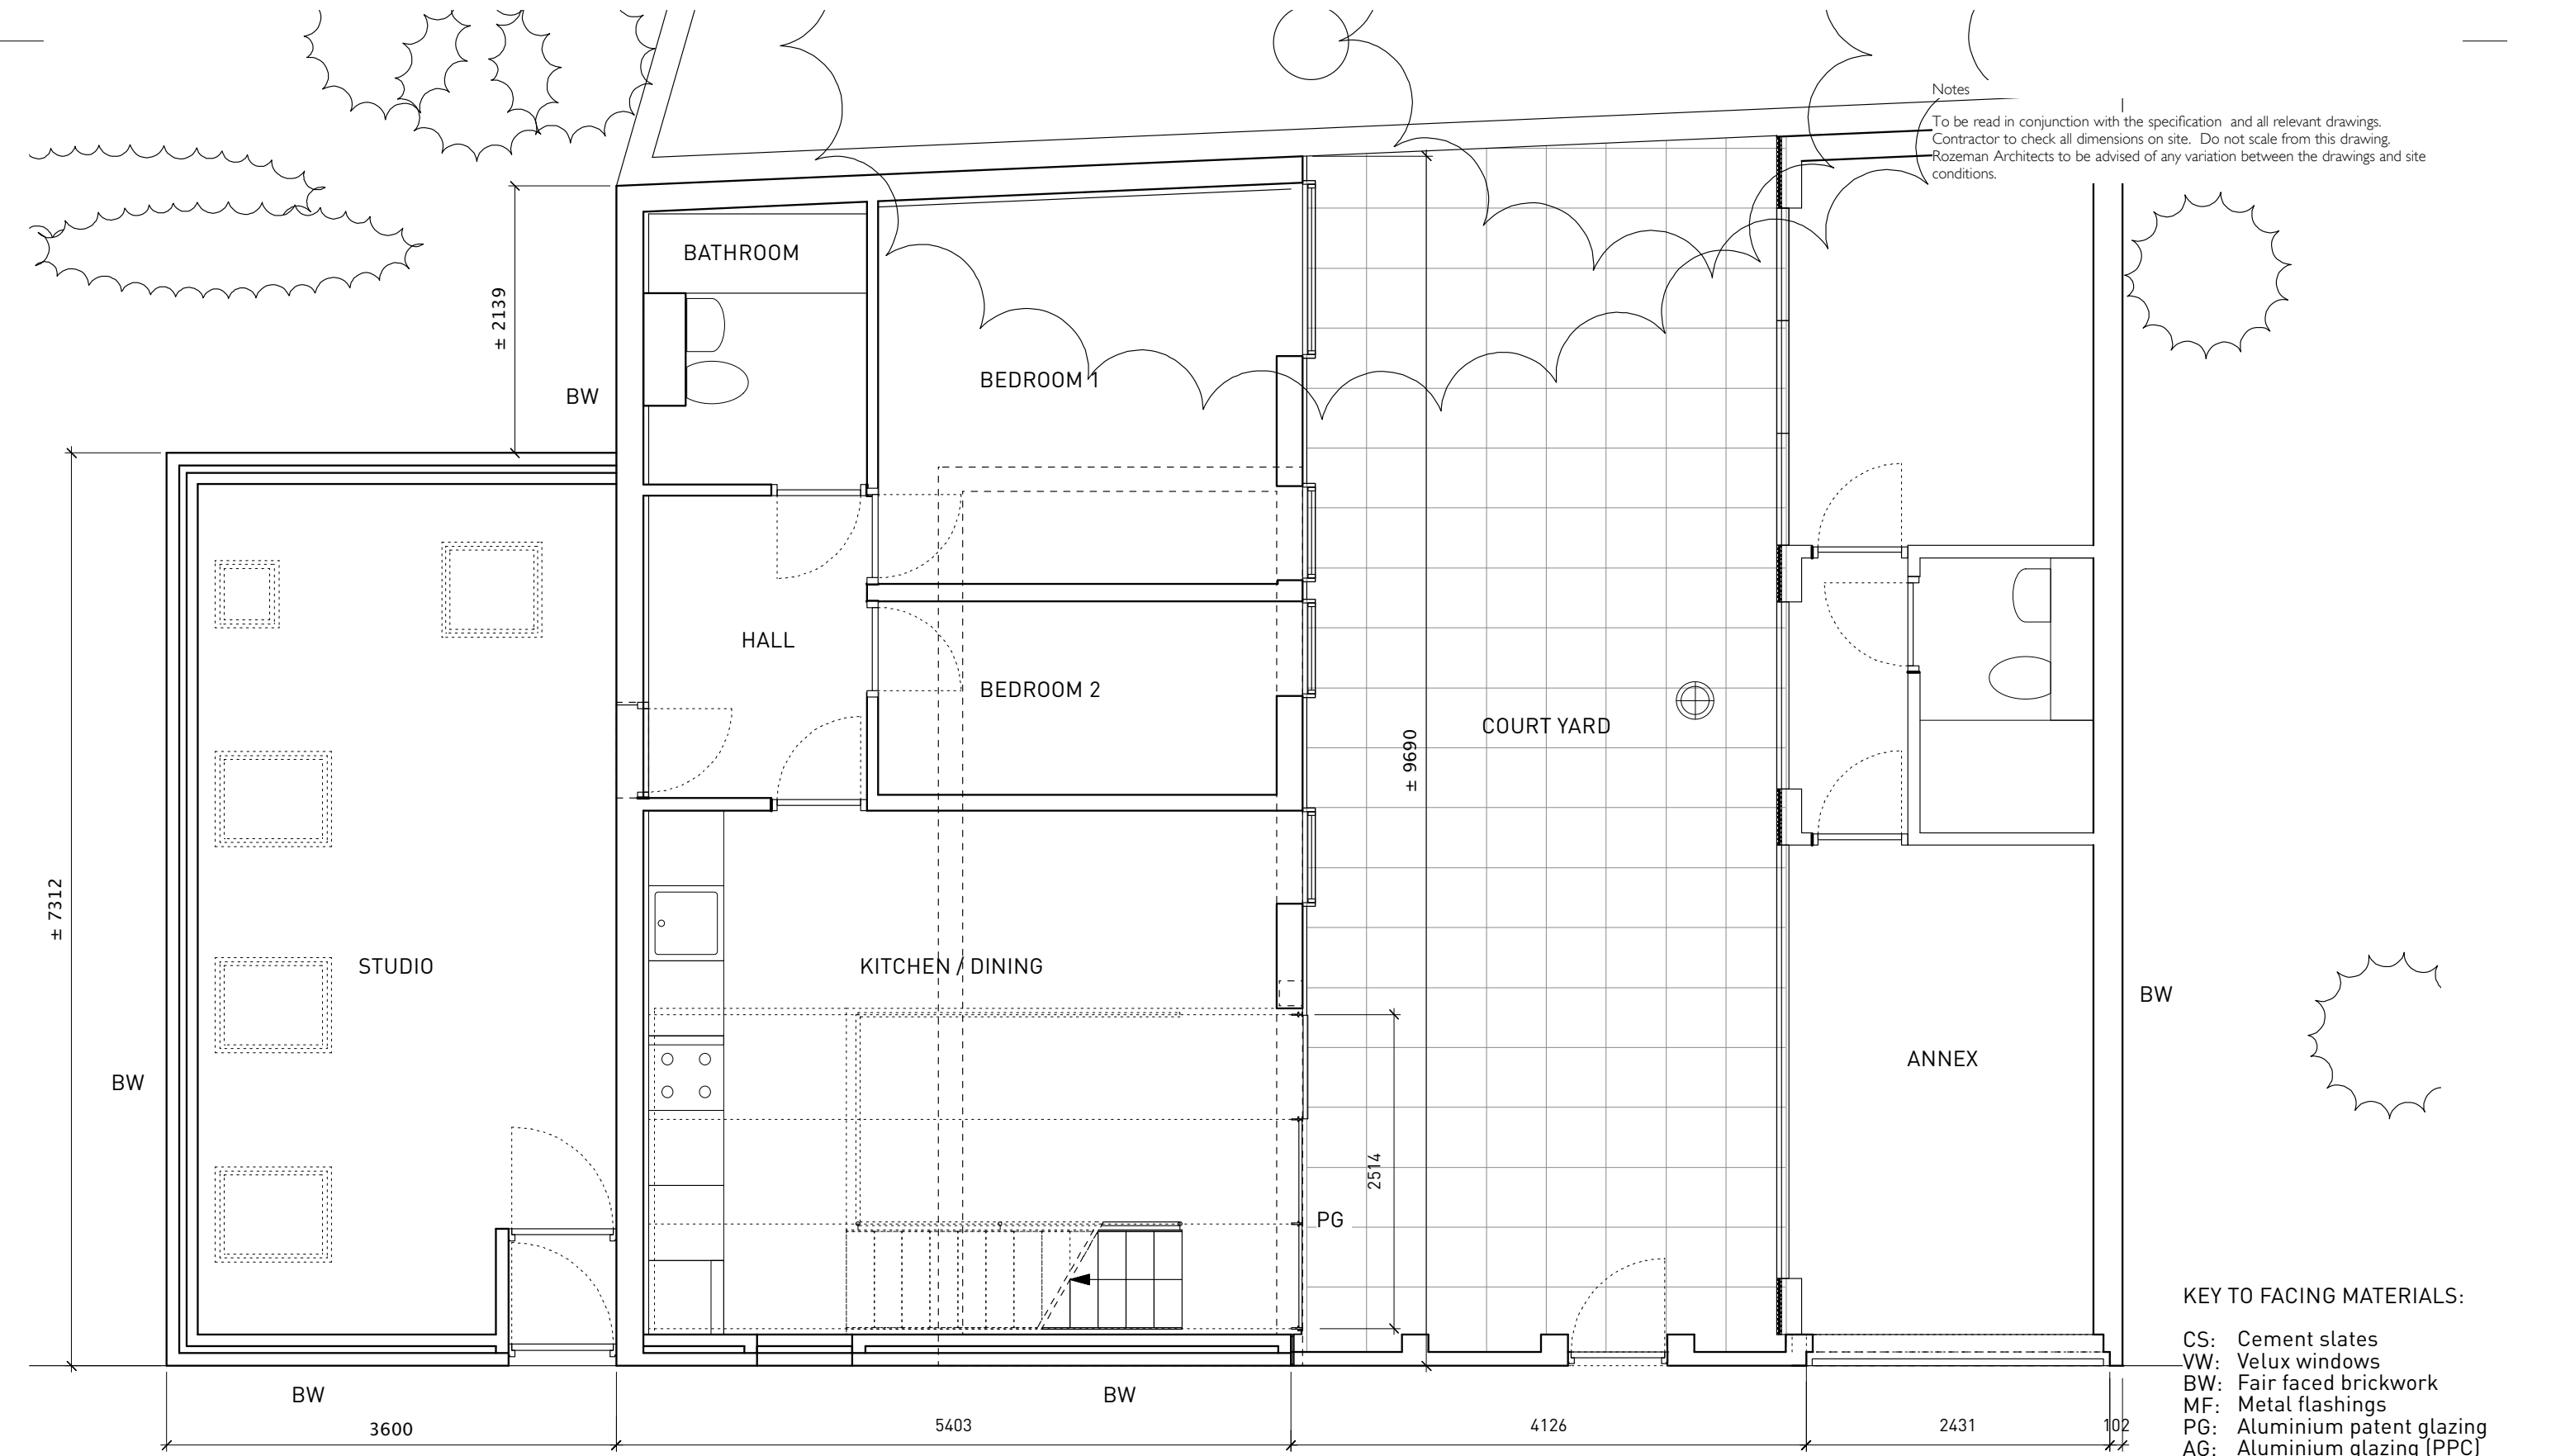 Notes
To be read in conjunction with the specification and all relevant drawings.
Contractor to check all dimensions on site. Do not scale from this drawing.
Rozeman Architects to be advised of any variation between the drawings and site
conditions.
BATHROOM
± 2139
BEDROOM 1
BW
HALL
BEDROOM 2
COURT YARD
± 9690
± 7312
STUDIO
KITCHEN / DINING
BW
ANNEX
BW
2514
PG
KEY TO FACING MATERIALS:
CS: Cement slates
VW: Velux windows
BW: Fair faced brickwork
MF: Metal flashings
PG: Aluminium patent glazing
AG: Aluminium glazing (PPC)
BW
BW
3600
5403
4126
2431
102